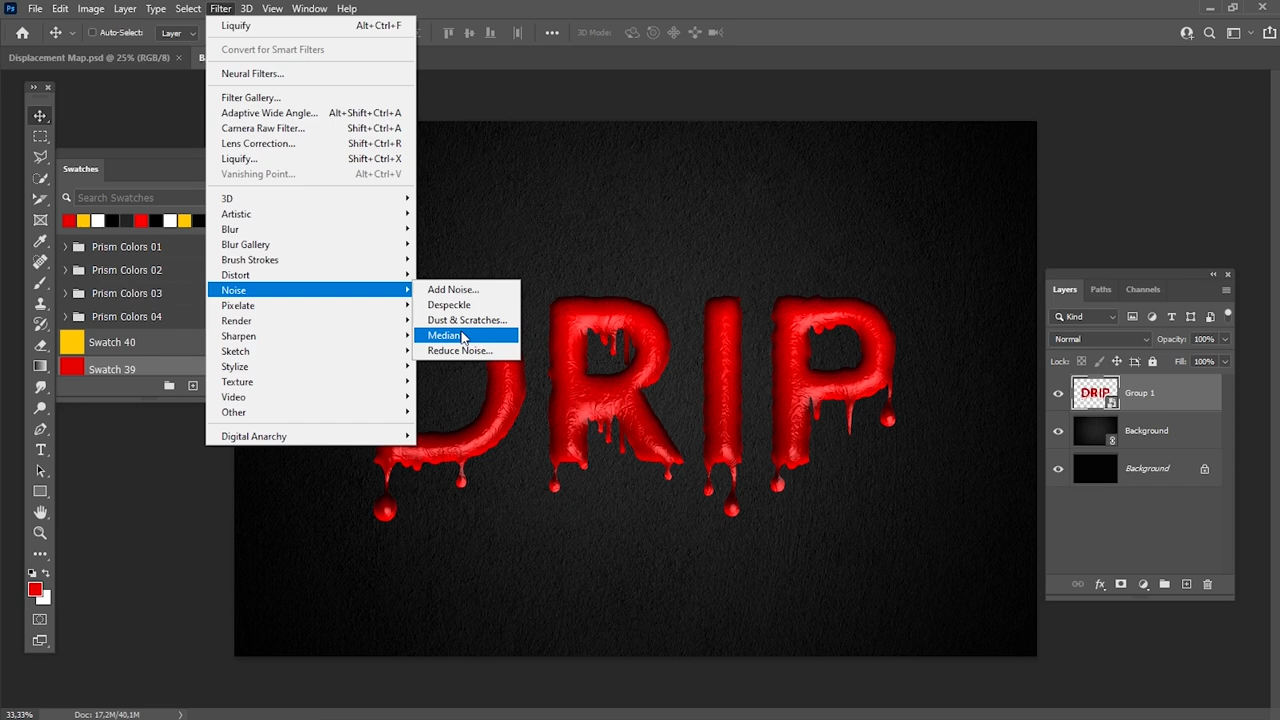 Ps File Edit Image Layer Type Select Filter 3D View Window Help
Auto-Select: Layer 3D Mode:
Displacement Map.psd @ 25% (RGB/8) ×
Liquify Alt+Ctrl+F
Convert for Smart Filters
Neural Filters...
Filter Gallery...
Adaptive Wide Angle... Alt+Shift+Ctrl+A
Camera Raw Filter... Shift+Ctrl+A
Lens Correction... Shift+Ctrl+R
Liquify... Shift+Ctrl+X
Vanishing Point... Alt+Ctrl+V
3D
Artistic
Blur
Blur Gallery
Brush Strokes
Distort
Noise
Pixelate
Render
Sharpen
Sketch
Stylize
Texture
Video
Other
Digital Anarchy
Add Noise...
Despeckle
Dust & Scratches...
Median
Reduce Noise...
Swatches
Search Swatches
Prism Colors 01
Prism Colors 02
Prism Colors 03
Prism Colors 04
Swatch 40
Swatch 39
DRIP
Layers Paths Channels
Kind
Normal Opacity: 100%
Lock: Fill: 100%
DRIP Group 1
Background
Background
33,33% Doc: 17,2M/40,1M